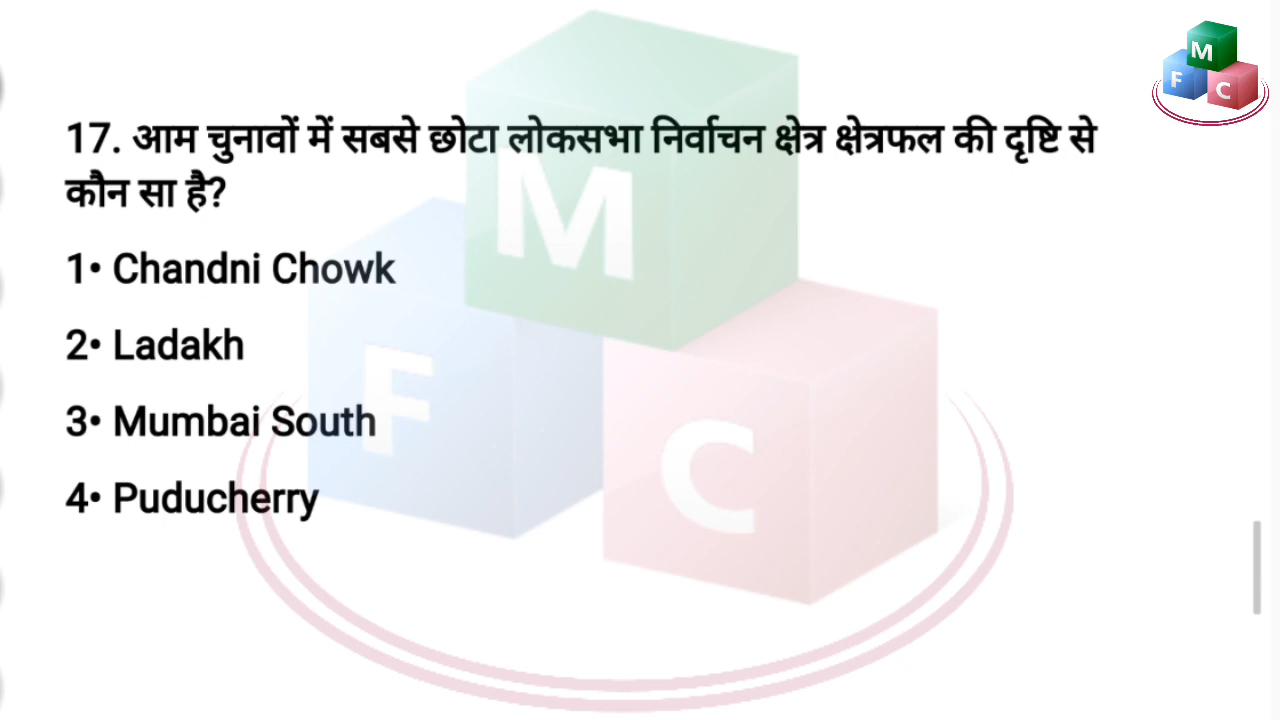 M
F
C
17. आम चुनावों में सबसे छोटा लोकसभा निर्वाचन क्षेत्र क्षेत्रफल की दृष्टि से
कौन सा है?
1• Chandni Chowk
2• Ladakh
3• Mumbai South
4• Puducherry
M
F
C